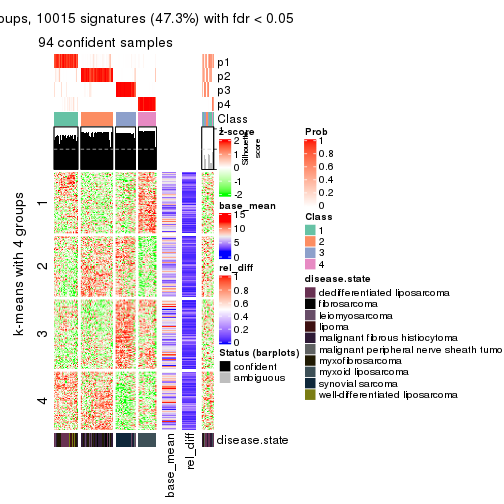 oups, 10015 signatures (47.3%) with fdr < 0.05
94 confident samples
p1
p2
p3
p4
Class
z-score
2
1
0
-1
-2
Silhouette
score
base_mean
15
10
5
0
rel_diff
1
0.8
0.6
0.4
0.2
0
Status (barplots)
confident
ambiguous
Prob
1
0.8
0.6
0.4
0.2
0
Class
1
2
3
4
disease.state
dedifferentiated liposarcoma
fibrosarcoma
leiomyosarcoma
lipoma
malignant fibrous histiocytoma
malignant peripheral nerve sheath tumo
myxofibrosarcoma
myxoid liposarcoma
synovial sarcoma
well-differentiated liposarcoma
k-means with 4 groups
1
2
3
4
disease.state
base_mean
rel_diff